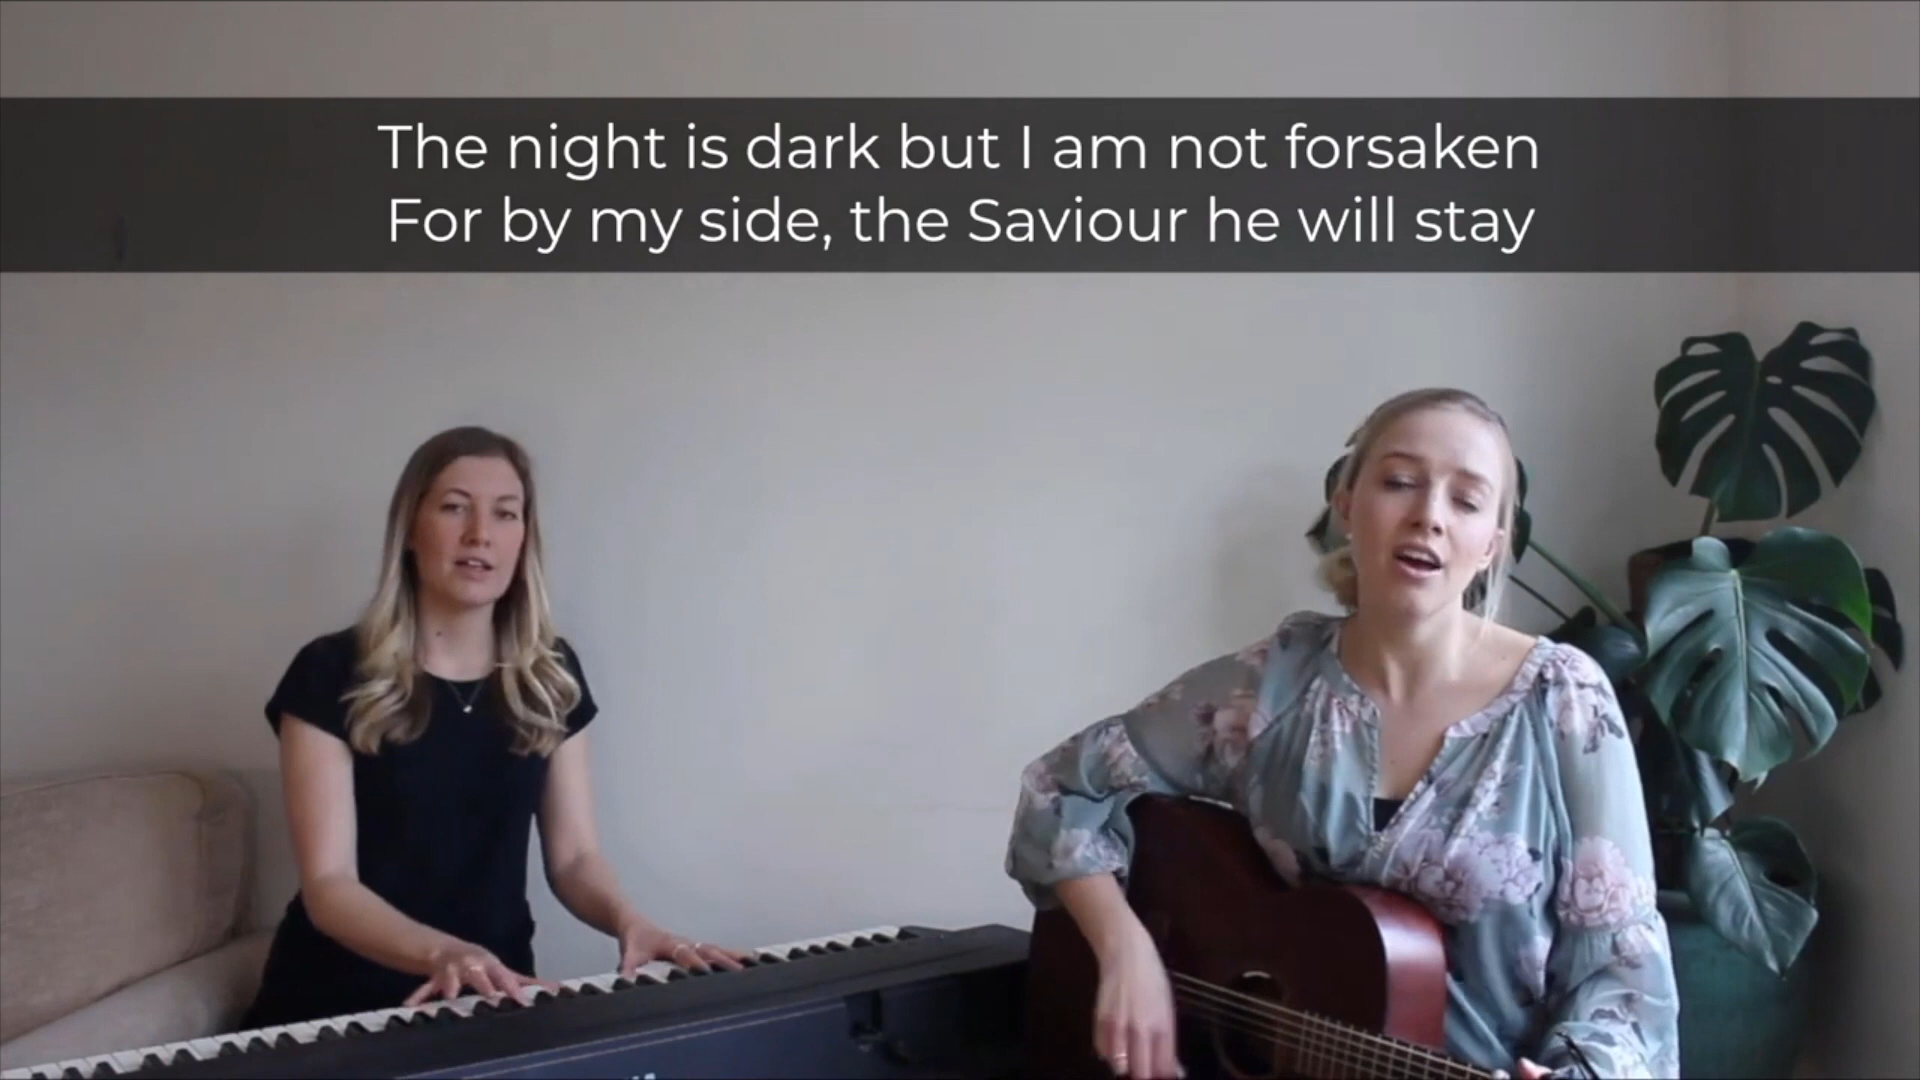 The night is dark but I am not forsaken
For by my side, the Saviour he will stay